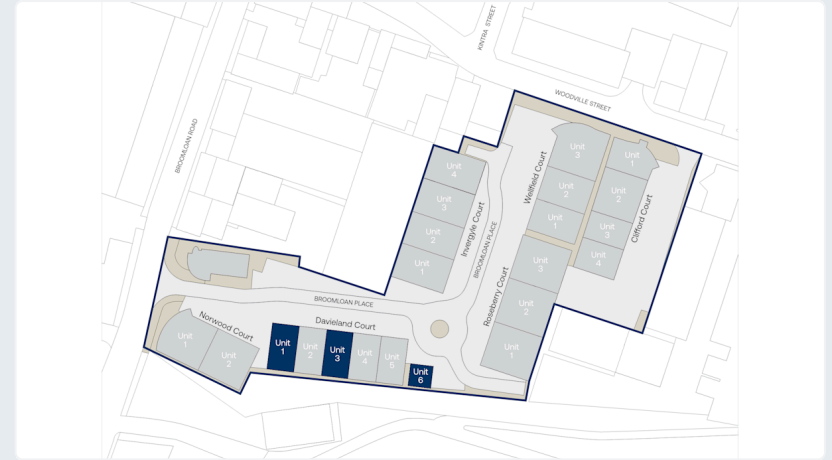 KINTRA STREET
WOODVILLE STREET
BROOMLOAN ROAD
Unit
4
Unit
3
Unit
2
Unit
1
Invergyle Court
BROOMLOAN PLACE
Wellfield Court
Unit
3
Unit
2
Unit
1
Unit
1
Unit
2
Unit
3
Unit
4
Clifford Court
Roseberry Court
Unit
3
Unit
2
Unit
1
BROOMLOAN PLACE
Norwood Court
Unit
1
Unit
2
Davieland Court
Unit
1
Unit
2
Unit
3
Unit
4
Unit
5
Unit
6